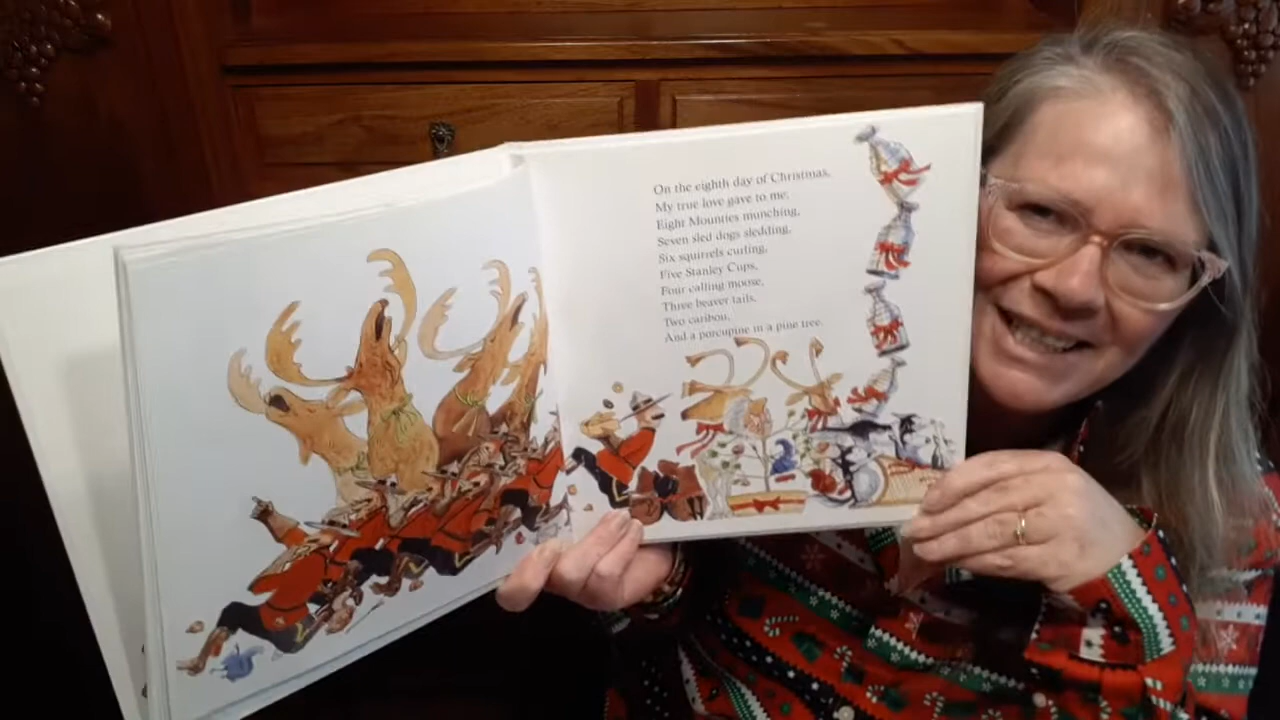 On the eighth day of Christmas,
My true love gave to me:
Eight Mounties munching,
Seven sled dogs sledding,
Six squirrels curling,
Five Stanley Cups,
Four calling moose,
Three beaver tails,
Two caribou,
And a porcupine in a pine tree.